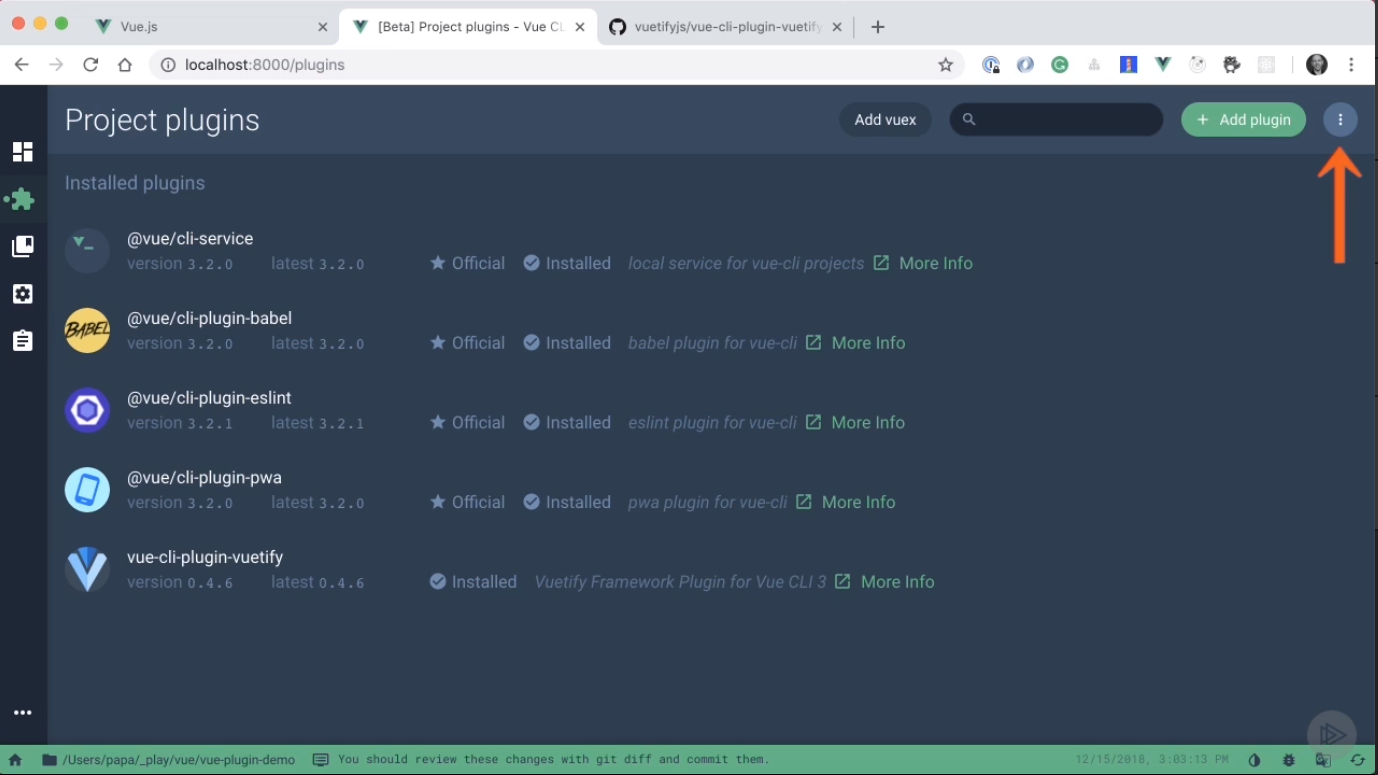 Vue.js
[Beta] Project plugins - Vue CL
vuetifyjs/vue-cli-plugin-vuetify
localhost:8000/plugins
Project plugins
Add vuex
+ Add plugin
Installed plugins
@vue/cli-service
version 3.2.0 latest 3.2.0 Official Installed local service for vue-cli projects More Info
BABEL
@vue/cli-plugin-babel
version 3.2.0 latest 3.2.0 Official Installed babel plugin for vue-cli More Info
@vue/cli-plugin-eslint
version 3.2.1 latest 3.2.1 Official Installed eslint plugin for vue-cli More Info
@vue/cli-plugin-pwa
version 3.2.0 latest 3.2.0 Official Installed pwa plugin for vue-cli More Info
vue-cli-plugin-vuetify
version 0.4.6 latest 0.4.6 Installed Vuetify Framework Plugin for Vue CLI 3 More Info
/Users/papa/_play/vue/vue-plugin-demo You should review these changes with git diff and commit them. 12/15/2018, 3:03:13 PM